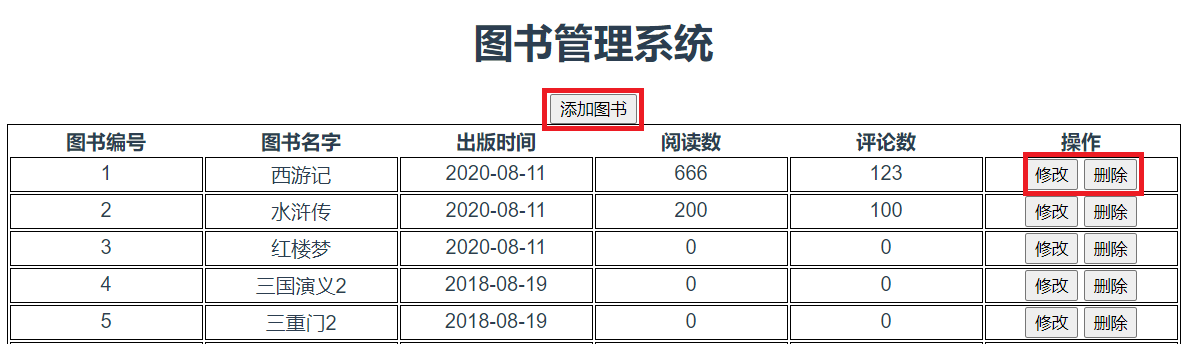 图书管理系统
添加图书
图书编号 图书名字 出版时间 阅读数 评论数 操作
1 西游记 2020-08-11 666 123 修改 删除
2 水浒传 2020-08-11 200 100 修改 删除
3 红楼梦 2020-08-11 0 0 修改 删除
4 三国演义2 2018-08-19 0 0 修改 删除
5 三重门2 2018-08-19 0 0 修改 删除